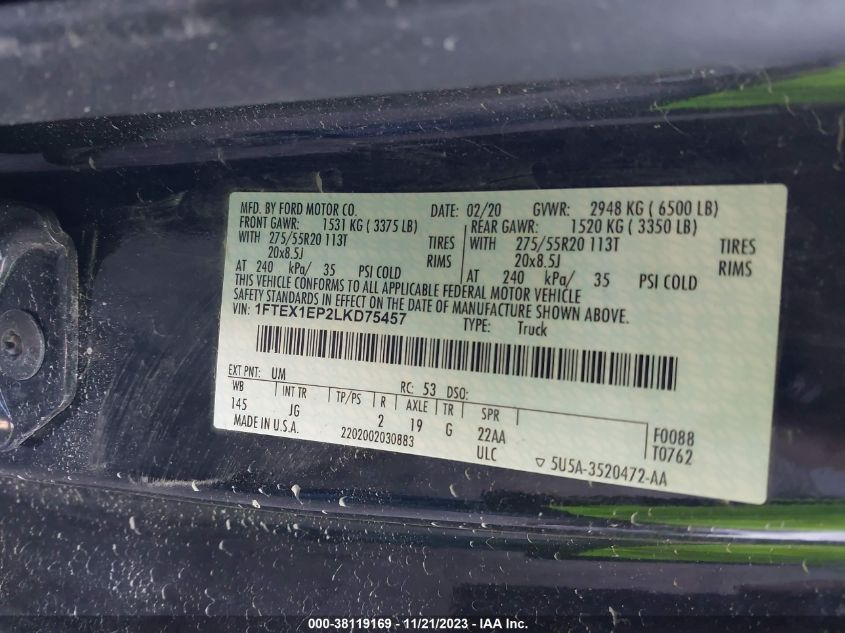 MFD. BY FORD MOTOR CO. DATE: 02/20 GVWR: 2948 KG ( 6500 LB)
FRONT GAWR: 1531 KG ( 3375 LB) REAR GAWR: 1520 KG ( 3350 LB)
WITH 275/55R20 113T TIRES WITH 275/55R20 113T TIRES
20x8.5J RIMS 20x8.5J RIMS
AT 240 kPa/ 35 PSI COLD AT 240 kPa/ 35 PSI COLD
THIS VEHICLE CONFORMS TO ALL APPLICABLE FEDERAL MOTOR VEHICLE
SAFETY STANDARDS IN EFFECT ON THE DATE OF MANUFACTURE SHOWN ABOVE.
VIN: 1FTEX1EP2LKD75457 TYPE: Truck
EXT PNT: UM RC: 53 DSO:
WB INT TR TP/PS R AXLE TR SPR
145 JG 2 19 G 22AA F0088
MADE IN U.S.A. 2202002030883 ULC T0762
▽ 5U5A-3520472-AA
000-38119169 - 11/21/2023 - IAAI Inc.